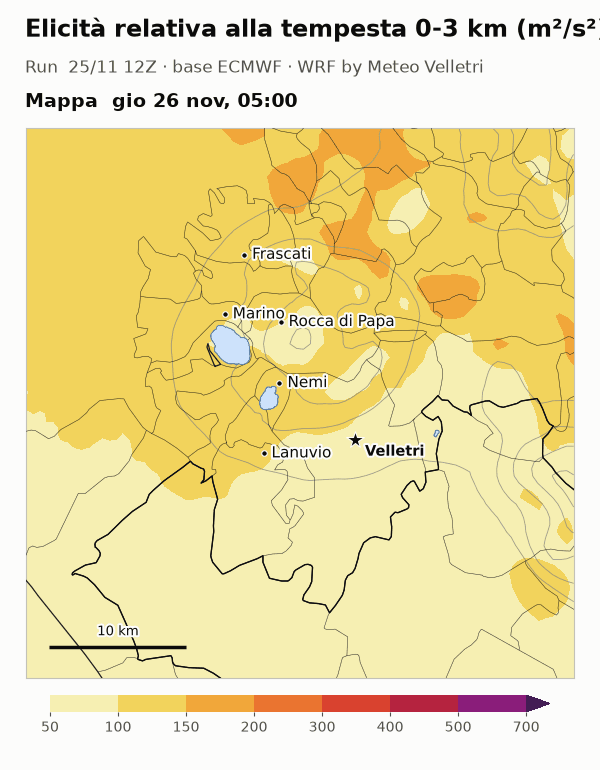 Elicità relativa alla tempesta 0-3 km (m²/s²)
Run  25/11 12Z · base ECMWF · WRF by Meteo Velletri
Mappa  gio 26 nov, 05:00
Frascati
Marino
Rocca di Papa
Nemi
Velletri
Lanuvio
10 km
50 100 150 200 300 400 500 700